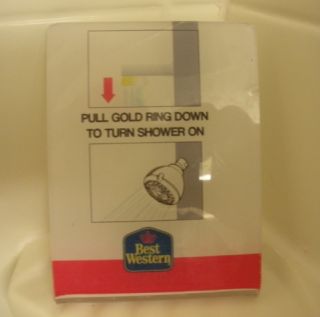 PULL GOLD RING DOWN
TO TURN SHOWER ON
Best
Western